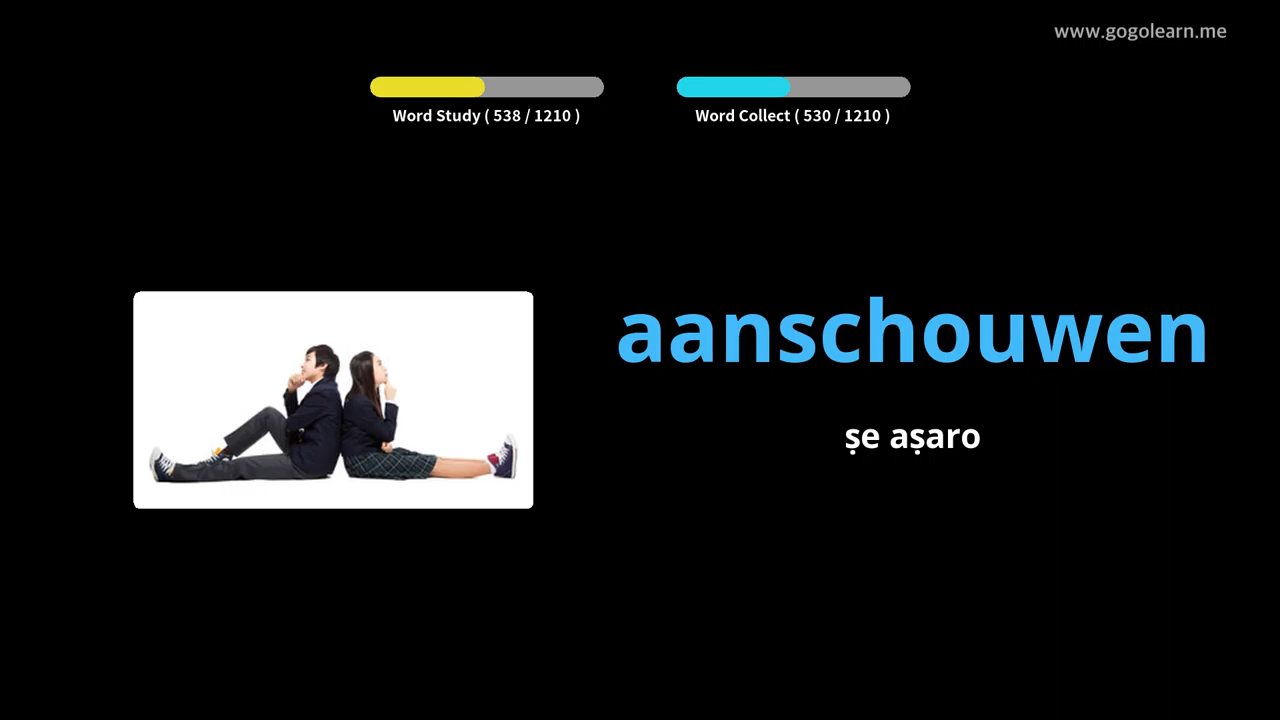 www.gogolearn.me
Word Study ( 538 / 1210 )
Word Collect ( 530 / 1210 )
aanschouwen
ṣe aṣaro